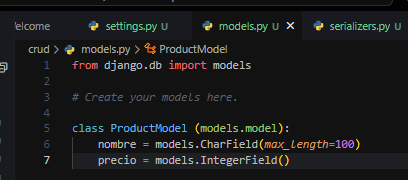 elcome settings.py U models.py U serializers.py U
crud > models.py > ProductModel
1 from django.db import models
2
3 # Create your models here.
4
5 class ProductModel (models.model):
6 nombre = models.CharField(max_length=100)
7 precio = models.IntegerField()